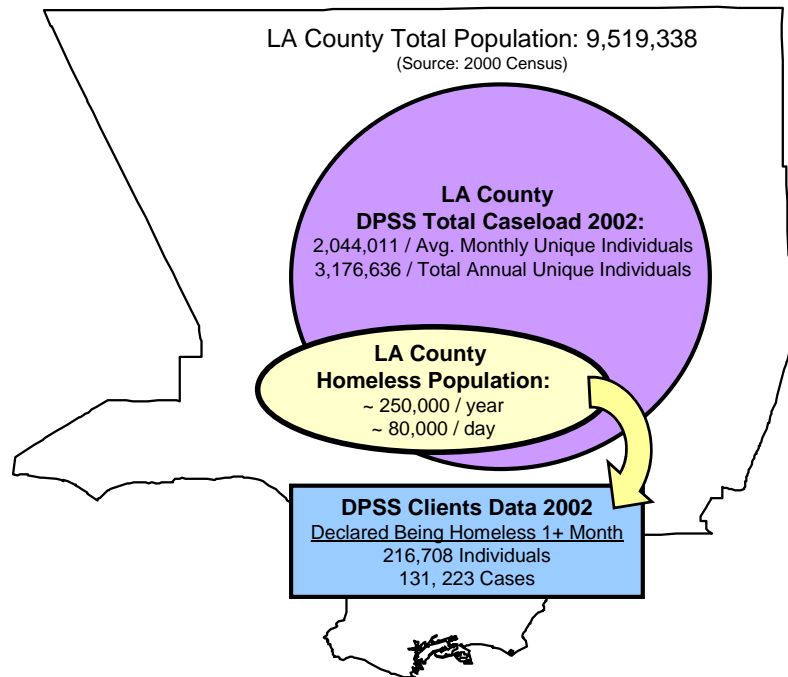 LA County Total Population: 9,519,338
(Source: 2000 Census)
LA County
DPSS Total Caseload 2002:
2,044,011 / Avg. Monthly Unique Individuals
3,176,636 / Total Annual Unique Individuals
LA County
Homeless Population:
~ 250,000 / year
~ 80,000 / day
DPSS Clients Data 2002
Declared Being Homeless 1+ Month
216,708 Individuals
131, 223 Cases